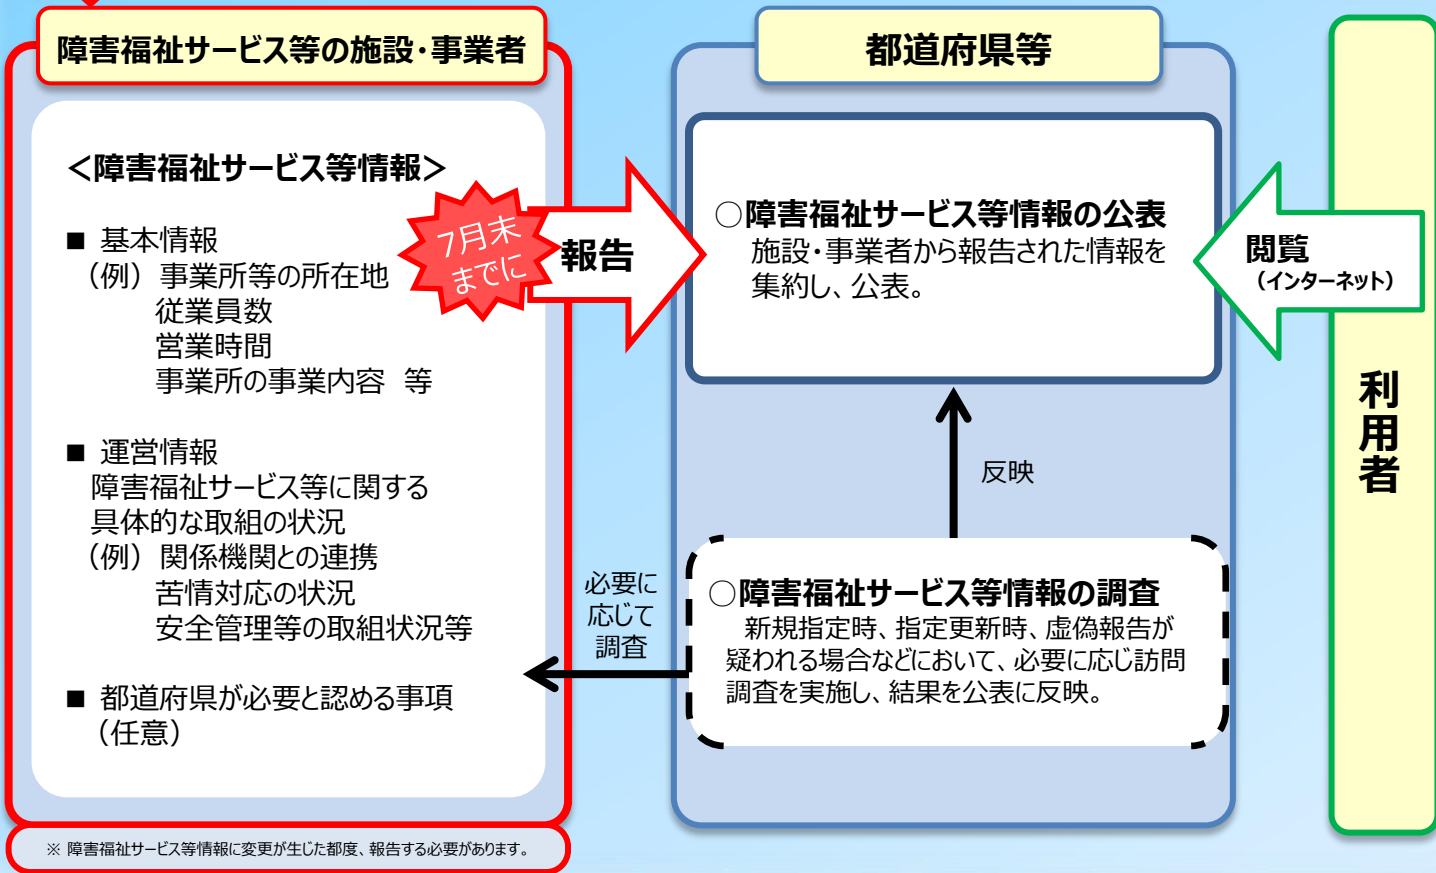 障害福祉サービス等の施設・事業者
<障害福祉サービス等情報>
■ 基本情報
（例）事業所等の所在地
従業員数
営業時間
事業所の事業内容 等
■ 運営情報
障害福祉サービス等に関する
具体的な取組の状況
（例）関係機関との連携
苦情対応の状況
安全管理等の取組状況等
■ 都道府県が必要と認める事項
（任意）
※ 障害福祉サービス等情報に変更が生じた都度、報告する必要があります。
7月末
までに
報告
都道府県等
○障害福祉サービス等情報の公表
施設・事業者から報告された情報を
集約し、公表。
反映
必要に
応じて
調査
○障害福祉サービス等情報の調査
新規指定時、指定更新時、虚偽報告が
疑われる場合などにおいて、必要に応じ訪問
調査を実施し、結果を公表に反映。
閲覧
（インターネット）
利用者